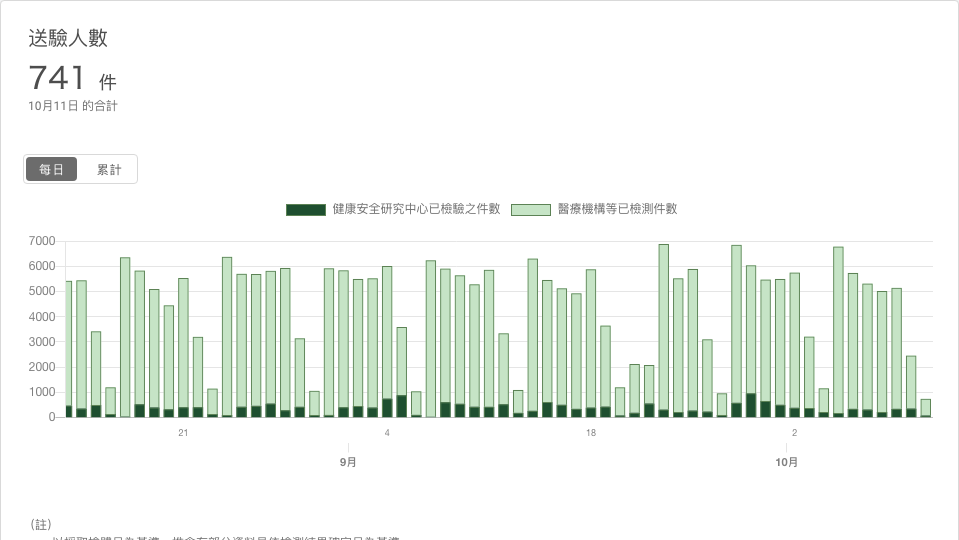 送驗人數
741 件
10月11日 的合計
每日 累計
健康安全研究中心已檢驗之件數 醫療機構等已檢測件數
7000
6000
5000
4000
3000
2000
1000
0
21 4 18 2
9月 10月
(註)